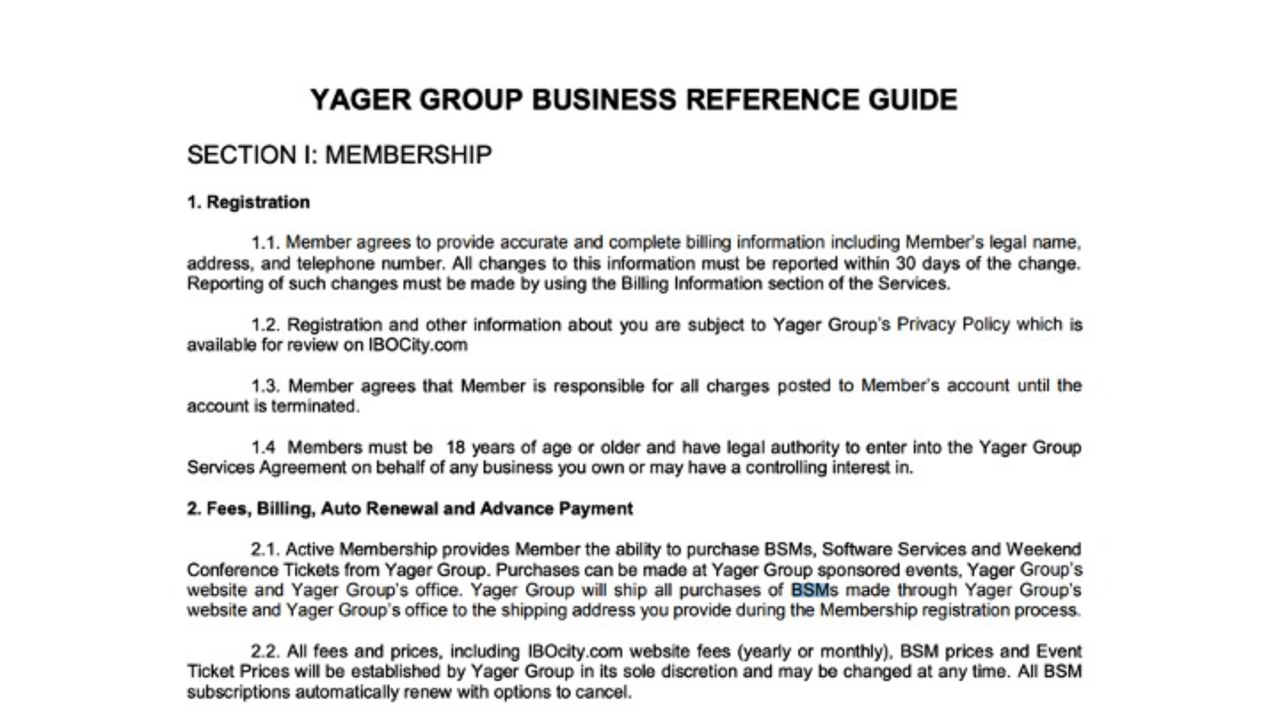 YAGER GROUP BUSINESS REFERENCE GUIDE
SECTION I: MEMBERSHIP
1. Registration
1.1. Member agrees to provide accurate and complete billing information including Member's legal name,
address, and telephone number. All changes to this information must be reported within 30 days of the change.
Reporting of such changes must be made by using the Billing Information section of the Services.
1.2. Registration and other information about you are subject to Yager Group's Privacy Policy which is
available for review on IBOCity.com
1.3. Member agrees that Member is responsible for all charges posted to Member's account until the
account is terminated.
1.4 Members must be 18 years of age or older and have legal authority to enter into the Yager Group
Services Agreement on behalf of any business you own or may have a controlling interest in.
2. Fees, Billing, Auto Renewal and Advance Payment
2.1. Active Membership provides Member the ability to purchase BSMs, Software Services and Weekend
Conference Tickets from Yager Group. Purchases can be made at Yager Group sponsored events, Yager Group's
website and Yager Group's office. Yager Group will ship all purchases of BSMs made through Yager Group's
website and Yager Group's office to the shipping address you provide during the Membership registration process.
2.2. All fees and prices, including IBOcity.com website fees (yearly or monthly), BSM prices and Event
Ticket Prices will be established by Yager Group in its sole discretion and may be changed at any time. All BSM
subscriptions automatically renew with options to cancel.